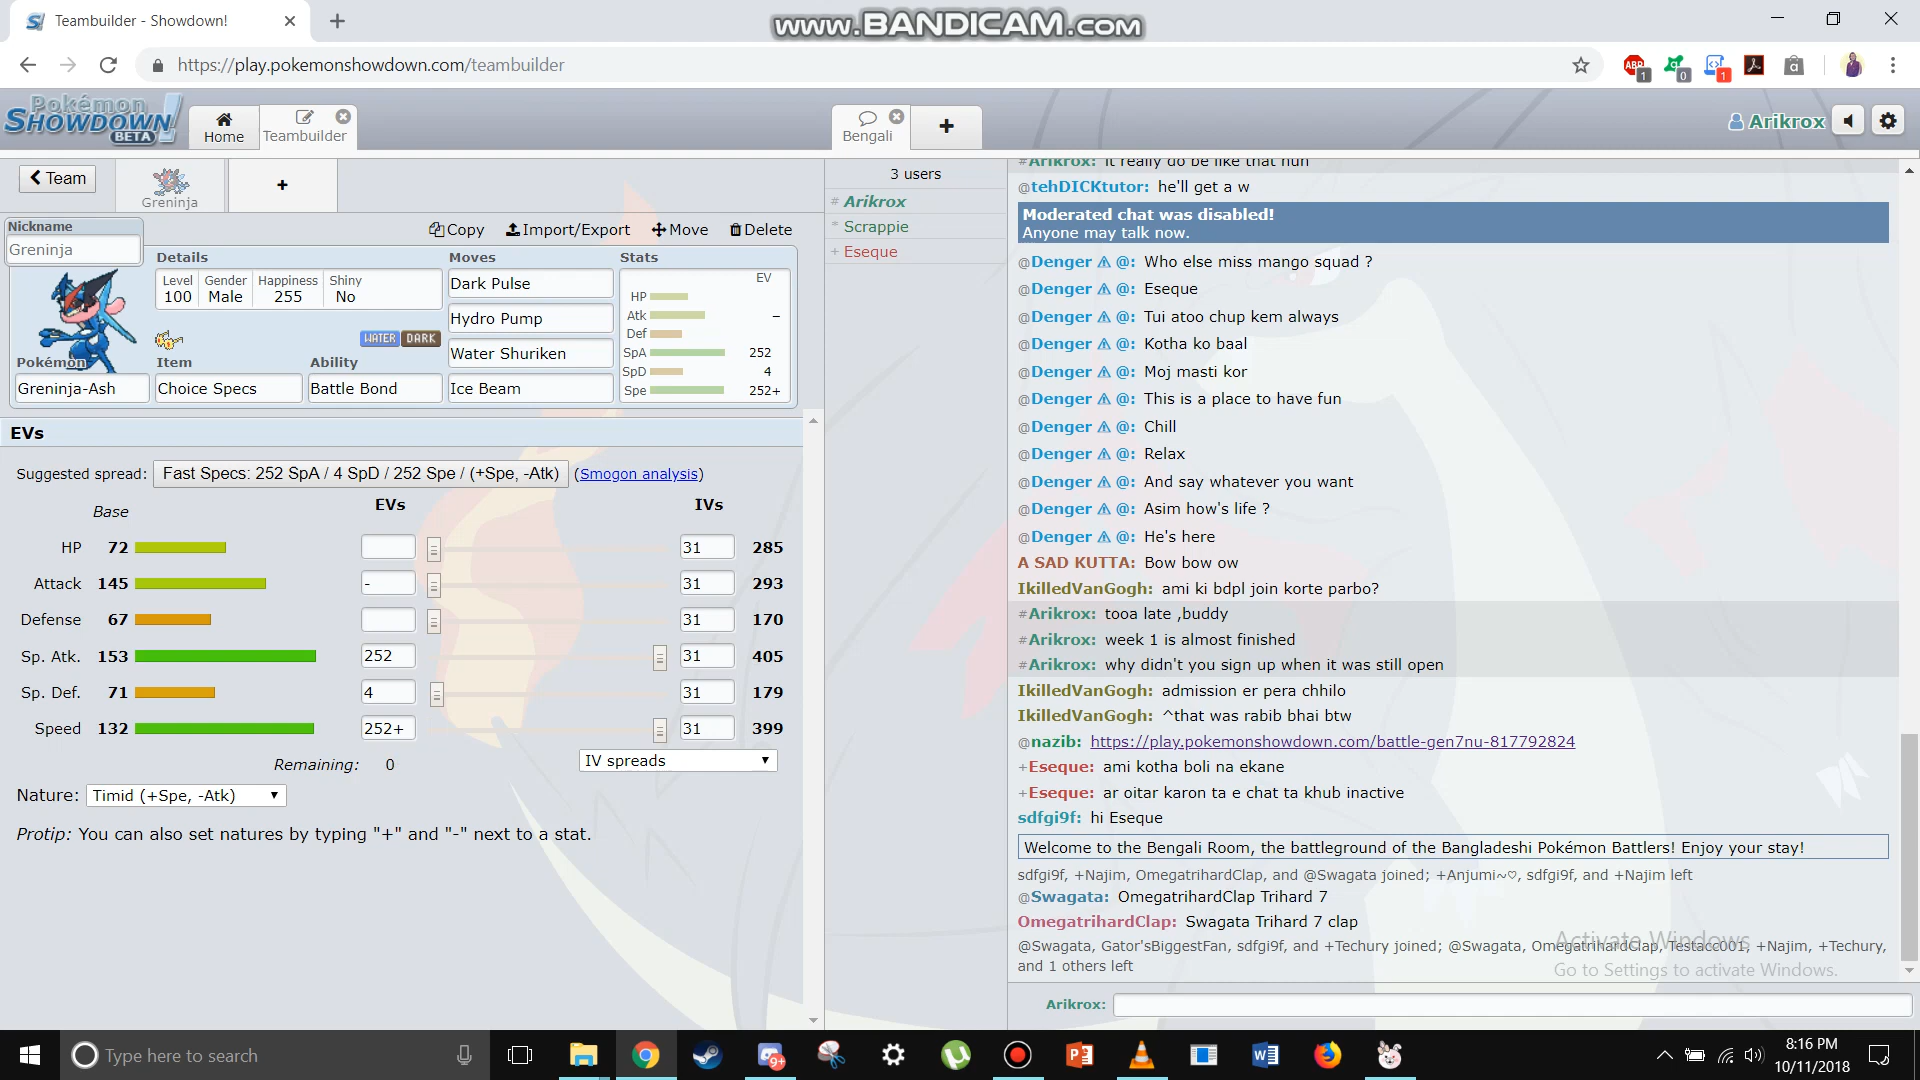 Teambuilder - Showdown!
www.BANDICAM.com
https://play.pokemonshowdown.com/teambuilder
ABP 1
0
1
a
Pokémon
SHOWDOWN!
BETA
Home
Teambuilder
Bengali
+
Arikrox
Team
Greninja
+
Nickname
Greninja
Copy
Import/Export
Move
Delete
Details
Level Gender Happiness Shiny
100 Male 255 No
WATER DARK
Pokémon Item Ability
Greninja-Ash Choice Specs Battle Bond
Moves
Dark Pulse
Hydro Pump
Water Shuriken
Ice Beam
Stats
EV
HP
Atk –
Def
SpA 252
SpD 4
Spe 252+
EVs
Suggested spread: Fast Specs: 252 SpA / 4 SpD / 252 Spe / (+Spe, -Atk) (Smogon analysis)
Base EVs IVs
HP 72 31 285
Attack 145 - 31 293
Defense 67 31 170
Sp. Atk. 153 252 31 405
Sp. Def. 71 4 31 179
Speed 132 252+ 31 399
Remaining: 0
IV spreads
Nature: Timid (+Spe, -Atk)
Protip: You can also set natures by typing "+" and "-" next to a stat.
3 users
# Arikrox
* Scrappie
+ Eseque
#Arikrox: it really do be like that huh
@tehDICKtutor: he'll get a w
Moderated chat was disabled!
Anyone may talk now.
@Denger ⚠ @: Who else miss mango squad ?
@Denger ⚠ @: Eseque
@Denger ⚠ @: Tui atoo chup kem always
@Denger ⚠ @: Kotha ko baal
@Denger ⚠ @: Moj masti kor
@Denger ⚠ @: This is a place to have fun
@Denger ⚠ @: Chill
@Denger ⚠ @: Relax
@Denger ⚠ @: And say whatever you want
@Denger ⚠ @: Asim how's life ?
@Denger ⚠ @: He's here
A SAD KUTTA: Bow bow ow
IkilledVanGogh: ami ki bdpl join korte parbo?
#Arikrox: tooa late ,buddy
#Arikrox: week 1 is almost finished
#Arikrox: why didn't you sign up when it was still open
IkilledVanGogh: admission er pera chhilo
IkilledVanGogh: ^that was rabib bhai btw
@nazib: https://play.pokemonshowdown.com/battle-gen7nu-817792824
+Eseque: ami kotha boli na ekane
+Eseque: ar oitar karon ta e chat ta khub inactive
sdfgi9f: hi Eseque
Welcome to the Bengali Room, the battleground of the Bangladeshi Pokémon Battlers! Enjoy your stay!
sdfgi9f, +Najim, OmegatrihardClap, and @Swagata joined; +Anjumi~♡, sdfgi9f, and +Najim left
@Swagata: OmegatrihardClap Trihard 7
OmegatrihardClap: Swagata Trihard 7 clap
@Swagata, Gator'sBiggestFan, sdfgi9f, and +Techury joined; @Swagata, OmegatrihardClap, Testacc001, +Najim, +Techury,
and 1 others left
Activate Windows
Go to Settings to activate Windows.
Arikrox:
Type here to search
9+
8:16 PM
10/11/2018